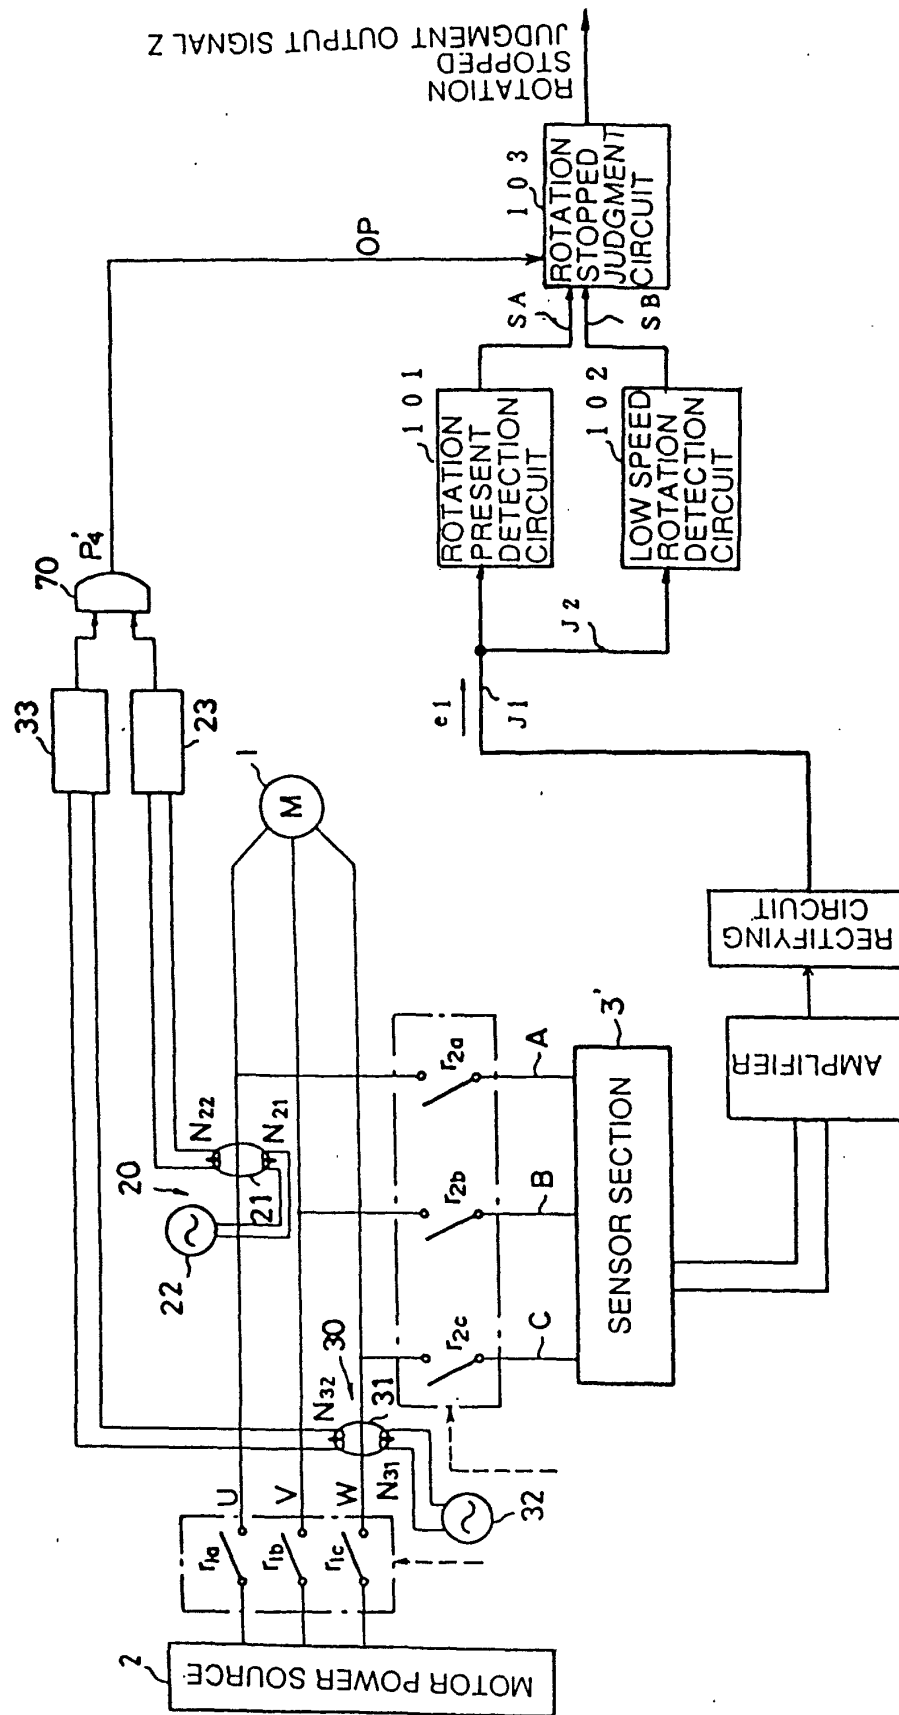 2
MOTOR POWER SOURCE
r1a
r1b
r1c
U
V
W
N32
30
31
N31
32
20
22
N22
N21
21
1
M
33
23
70
P4'
OP
r2a
r2b
r2c
A
B
C
3'
SENSOR SECTION
AMPLIFIER
RECTIFYING
CIRCUIT
e1
J1
J2
101
ROTATION
PRESENT
DETECTION
CIRCUIT
102
LOW SPEED
ROTATION
DETECTION
CIRCUIT
SA
SB
103
ROTATION
STOPPED
JUDGMENT
CIRCUIT
ROTATION
STOPPED
JUDGMENT OUTPUT SIGNAL Z